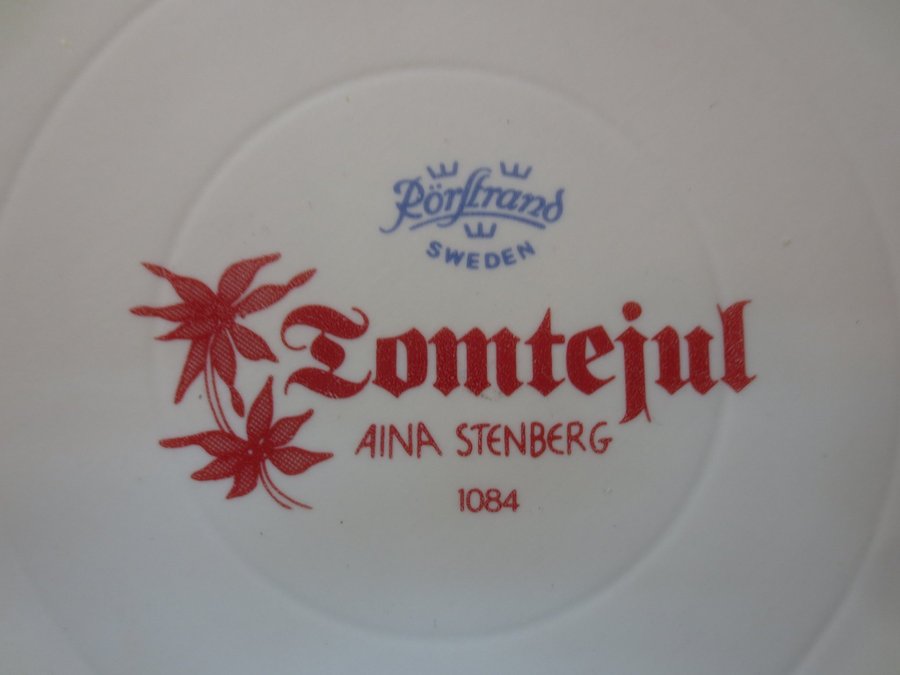 Rörstrand
SWEDEN
Tomtejul
AINA STENBERG
1084